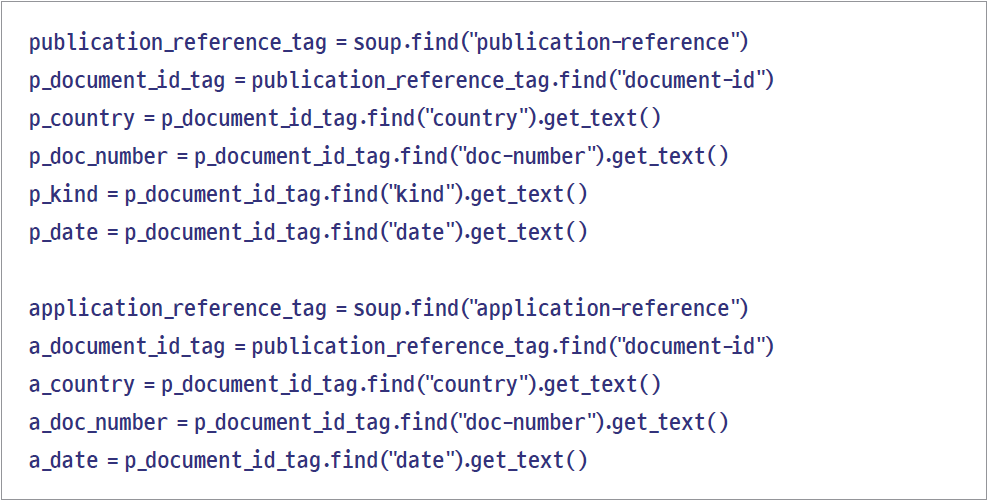 publication_reference_tag = soup.find("publication-reference")
p_document_id_tag = publication_reference_tag.find("document-id")
p_country = p_document_id_tag.find("country").get_text()
p_doc_number = p_document_id_tag.find("doc-number").get_text()
p_kind = p_document_id_tag.find("kind").get_text()
p_date = p_document_id_tag.find("date").get_text()
application_reference_tag = soup.find("application-reference")
a_document_id_tag = publication_reference_tag.find("document-id")
a_country = p_document_id_tag.find("country").get_text()
a_doc_number = p_document_id_tag.find("doc-number").get_text()
a_date = p_document_id_tag.find("date").get_text()